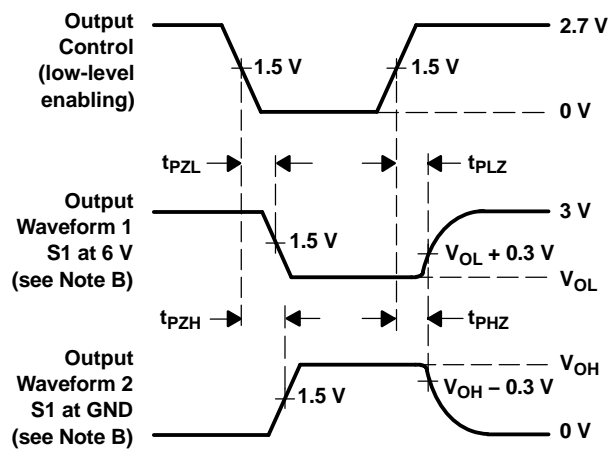 Output
Control
(low-level
enabling)
2.7 V
1.5 V
1.5 V
0 V
tPZL
tPLZ
Output
Waveform 1
S1 at 6 V
(see Note B)
3 V
1.5 V
VOL + 0.3 V
VOL
tPZH
tPHZ
Output
Waveform 2
S1 at GND
(see Note B)
VOH
1.5 V
VOH – 0.3 V
0 V